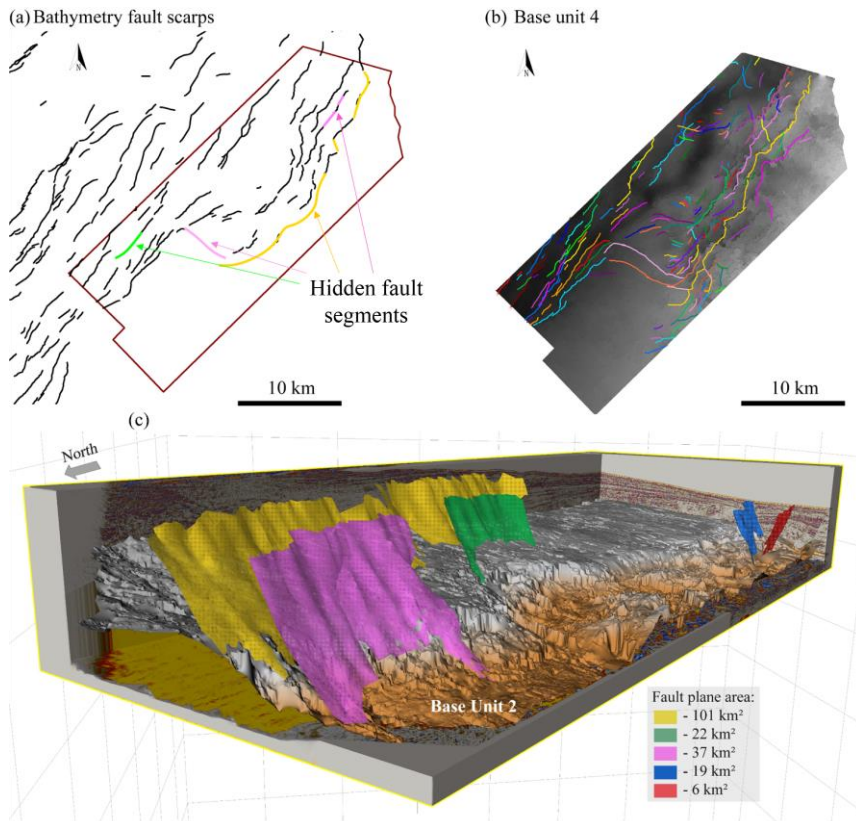 (a) Bathymetry fault scarps
(b) Base unit 4
N
N
Hidden fault
segments
10 km
10 km
(c)
North
Base Unit 2
Fault plane area:
- 101 km²
- 22 km²
- 37 km²
- 19 km²
- 6 km²